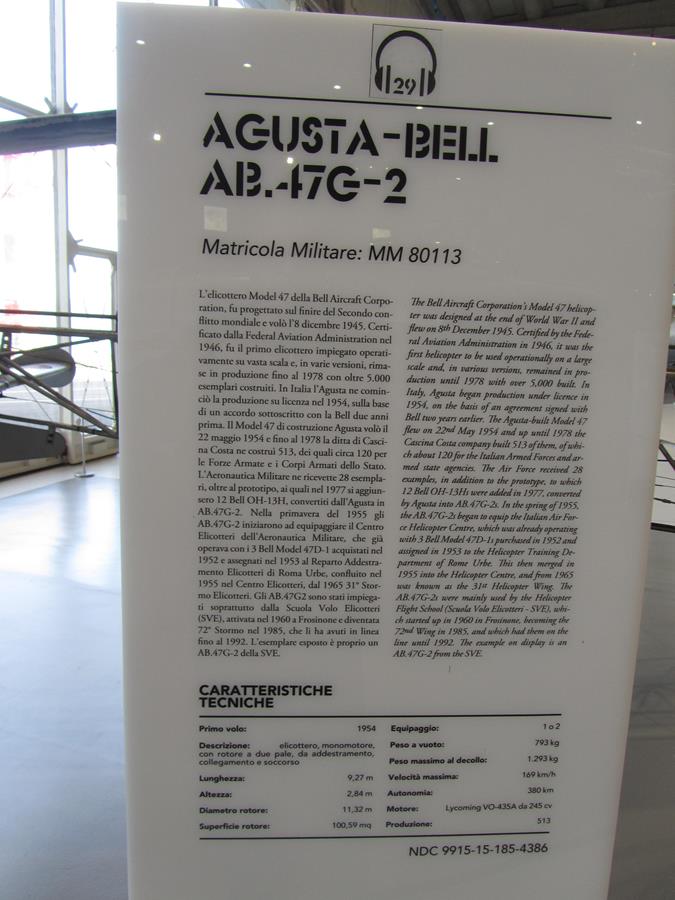 29
AGUSTA-BELL
AB.47G-2
Matricola Militare: MM 80113
L'elicottero Model 47 della Bell Aircraft Corpo-
ration, fu progettato sul finire del Secondo con-
flitto mondiale e volò l'8 dicembre 1945. Certi-
ficato dalla Federal Aviation Administration nel
1946, fu il primo elicottero impiegato operati-
vamente su vasta scala e, in varie versioni, rima-
se in produzione fino al 1978 con oltre 5.000
esemplari costruiti. In Italia l'Agusta ne comin-
ciò la produzione su licenza nel 1954, sulla base
di un accordo sottoscritto con la Bell due anni
prima. Il Model 47 di costruzione Agusta volò il
22 maggio 1954 e fino al 1978 la ditta di Casci-
na Costa ne costruì 513, dei quali circa 120 per
le Forze Armate e i Corpi Armati dello Stato.
L'Aeronautica Militare ne ricevette 28 esempla-
ri, oltre al prototipo, ai quali nel 1977 si aggiun-
sero 12 Bell OH-13H, convertiti dall'Agusta in
AB.47G-2. Nella primavera del 1955 gli
AB.47G-2 iniziarono ad equipaggiare il Centro
Elicotteri dell'Aeronautica Militare, che già
operava con i 3 Bell Model 47D-1 acquistati nel
1952 e assegnati nel 1953 al Reparto Addestra-
mento Elicotteri di Roma Urbe, confluito nel
1955 nel Centro Elicotteri, dal 1965 31° Stor-
mo Elicotteri. Gli AB.47G2 sono stati impiega-
ti soprattutto dalla Scuola Volo Elicotteri
(SVE), attivata nel 1960 a Frosinone e diventata
72° Stormo nel 1985, che li ha avuti in linea
fino al 1992. L'esemplare esposto è proprio un
AB.47G-2 della SVE.
The Bell Aircraft Corporation's Model 47 helicop-
ter was designed at the end of World War II and
flew on 8th December 1945. Certified by the Fede-
ral Aviation Administration in 1946, it was the
first helicopter to be used operationally on a large
scale and, in various versions, remained in pro-
duction until 1978 with over 5,000 built. In
Italy, Agusta began production under licence in
1954, on the basis of an agreement signed with
Bell two years earlier. The Agusta-built Model 47
flew on 22nd May 1954 and up until 1978 the
Cascina Costa company built 513 of them, of whi-
ch about 120 for the Italian Armed Forces and ar-
med state agencies. The Air Force received 28
examples, in addition to the prototype, to which
12 Bell OH-13Hs were added in 1977, converted
by Agusta into AB.47G-2s. In the spring of 1955,
the AB.47G-2s began to equip the Italian Air For-
ce Helicopter Centre, which was already operating
with 3 Bell Model 47D-1s purchased in 1952 and
assigned in 1953 to the Helicopter Training De-
partment of Rome Urbe. This then merged in
1955 into the Helicopter Centre, and from 1965
was known as the 31st Helicopter Wing. The
AB.47G-2s were mainly used by the Helicopter
Flight School (Scuola Volo Elicotteri - SVE), whi-
ch started up in 1960 in Frosinone, becoming the
72nd Wing in 1985, and which had them on the
line until 1992. The example on display is an
AB.47G-2 from the SVE.
CARATTERISTICHE
TECNICHE
Primo volo: 1954
Descrizione: elicottero, monomotore,
con rotore a due pale, da addestramento,
collegamento e soccorso
Lunghezza: 9,27 m
Altezza: 2,84 m
Diametro rotore: 11,32 m
Superficie rotore: 100,59 mq
Equipaggio: 1 o 2
Peso a vuoto: 793 kg
Peso massimo al decollo: 1.293 kg
Velocità massima: 169 km/h
Autonomia: 380 km
Motore: Lycoming VO-435A da 245 cv
Produzione: 513
NDC 9915-15-185-4386